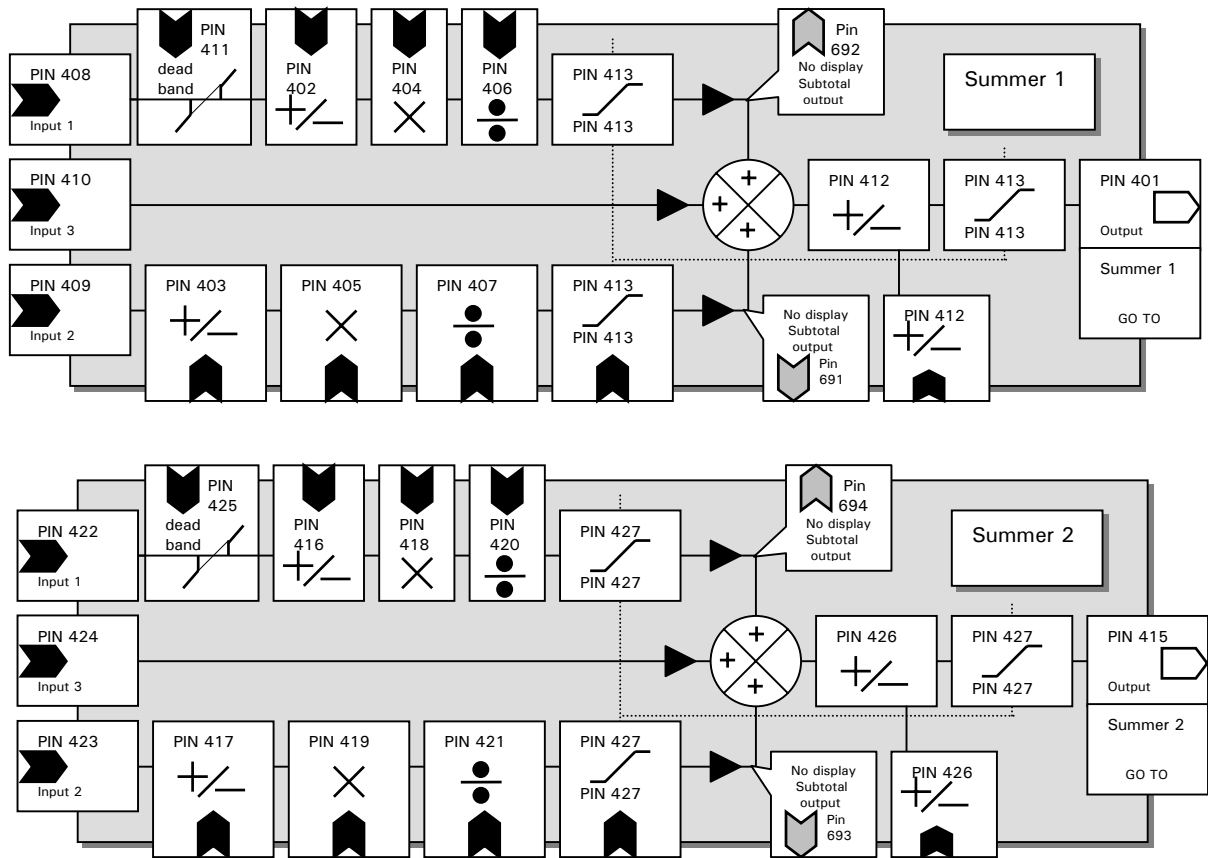 PIN
411
dead
band
PIN
402
PIN
404
PIN
406
PIN 413
PIN 413
Pin
692
No display
Subtotal
output
Summer 1
PIN 408
Input 1
PIN 410
Input 3
+
+
+
PIN 412
PIN 413
PIN 413
PIN 401
Output
Summer 1
GO TO
PIN 409
Input 2
PIN 403
PIN 405
PIN 407
PIN 413
PIN 413
No display
Subtotal
output
Pin
691
PIN 412
PIN
425
dead
band
PIN
416
PIN
418
PIN
420
PIN 427
PIN 427
Pin
694
No display
Subtotal
output
Summer 2
PIN 422
Input 1
PIN 424
Input 3
+
+
+
PIN 426
PIN 427
PIN 427
PIN 415
Output
Summer 2
GO TO
PIN 423
Input 2
PIN 417
PIN 419
PIN 421
PIN 427
PIN 427
No display
Subtotal
output
Pin
693
PIN 426